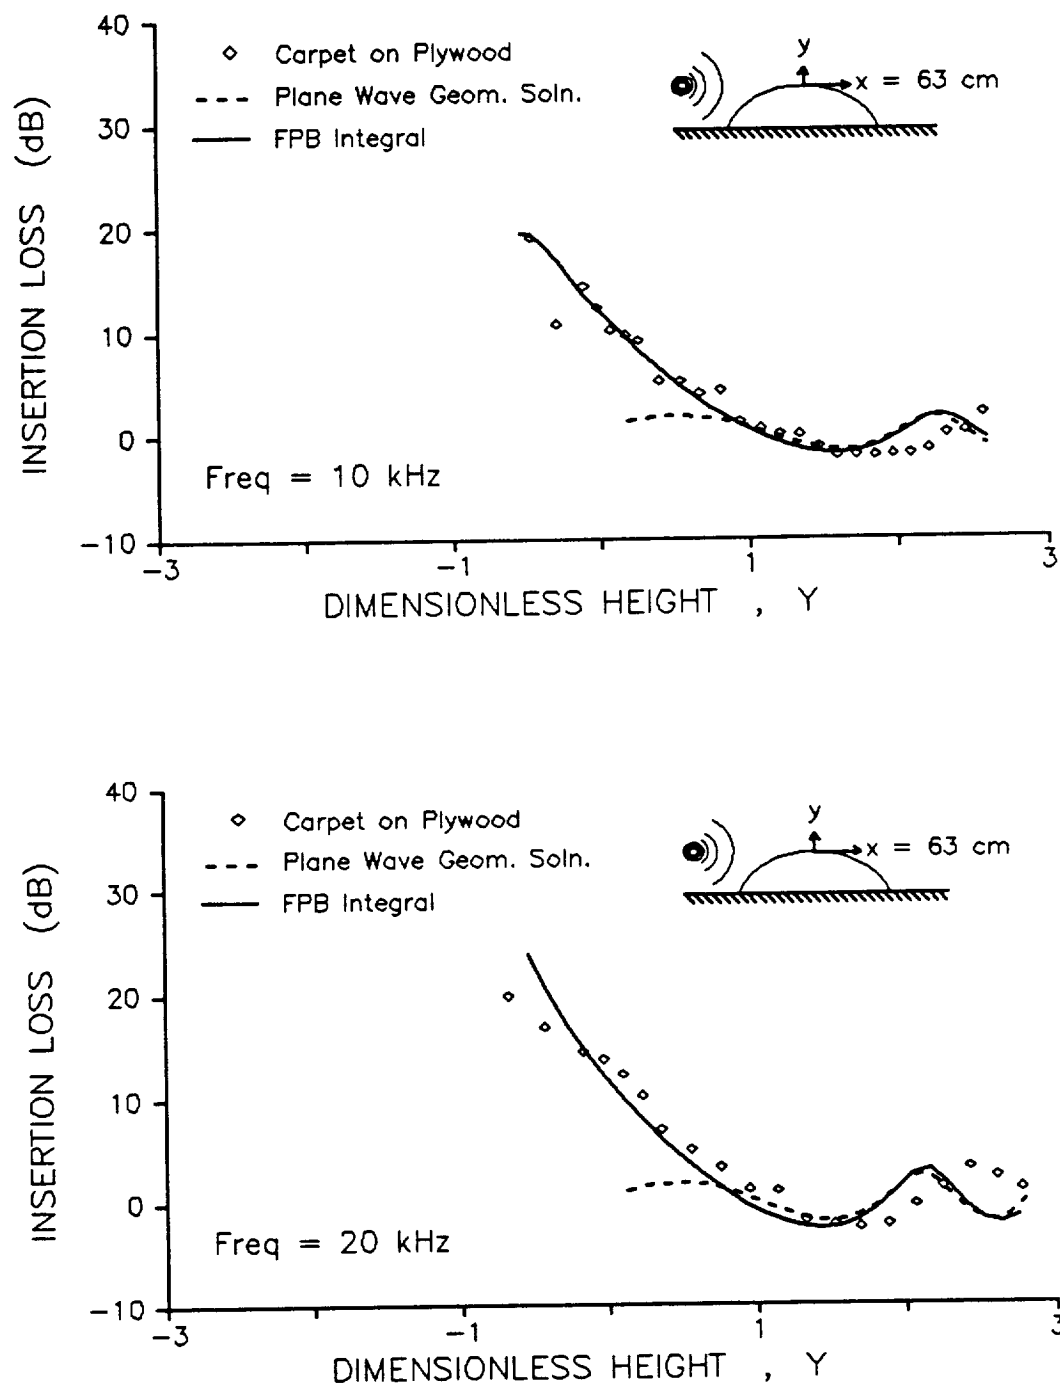 40
30
20
10
0
-10
INSERTION LOSS (dB)
Carpet on Plywood
Plane Wave Geom. Soln.
FPB Integral
y
x = 63 cm
Freq = 10 kHz
-3
-1
1
3
DIMENSIONLESS HEIGHT , Y
40
30
20
10
0
-10
INSERTION LOSS (dB)
Carpet on Plywood
Plane Wave Geom. Soln.
FPB Integral
y
x = 63 cm
Freq = 20 kHz
-3
-1
1
3
DIMENSIONLESS HEIGHT , Y